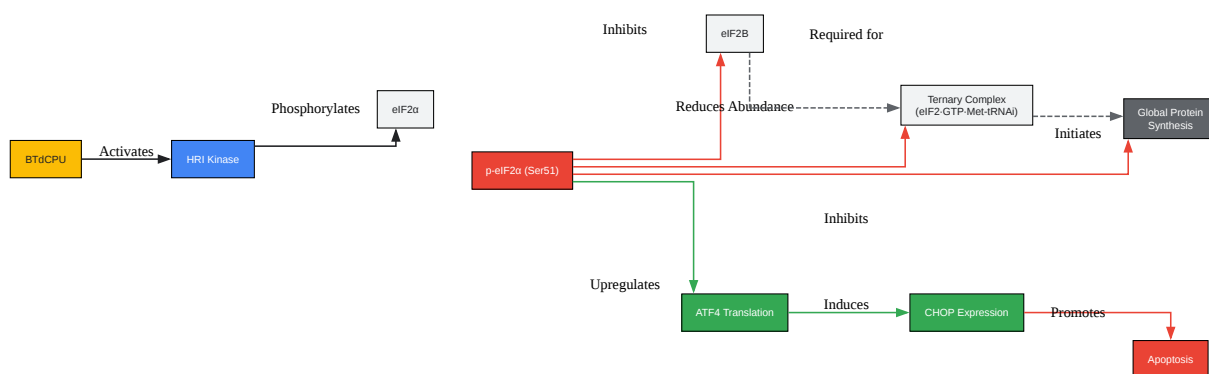 Inhibits
eIF2B
Required for
Phosphorylates
eIF2α
Reduces Abundance
Ternary Complex
(eIF2·GTP·Met-tRNAi)
Global Protein
Synthesis
Initiates
BTdCPU
Activates
HRI Kinase
p-eIF2α (Ser51)
Inhibits
Upregulates
ATF4 Translation
Induces
CHOP Expression
Promotes
Apoptosis